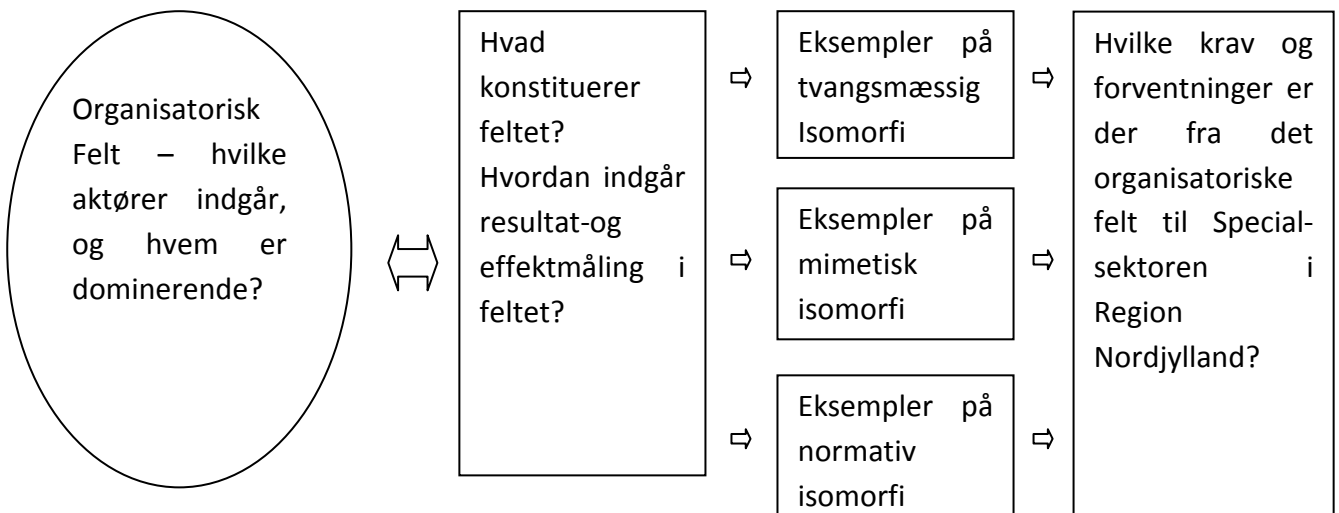 Organisatorisk
Felt – hvilke
aktører indgår,
og hvem er
dominerende?
Hvad
konstituerer
feltet?
Hvordan indgår
resultat-og
effektmåling i
feltet?
Eksempler på
tvangsmæssig
Isomorfi
Eksempler på
mimetisk
isomorfi
Eksempler på
normativ
isomorfi
Hvilke krav og
forventninger er
der fra det
organisatoriske
felt til Special-
sektoren i
Region
Nordjylland?